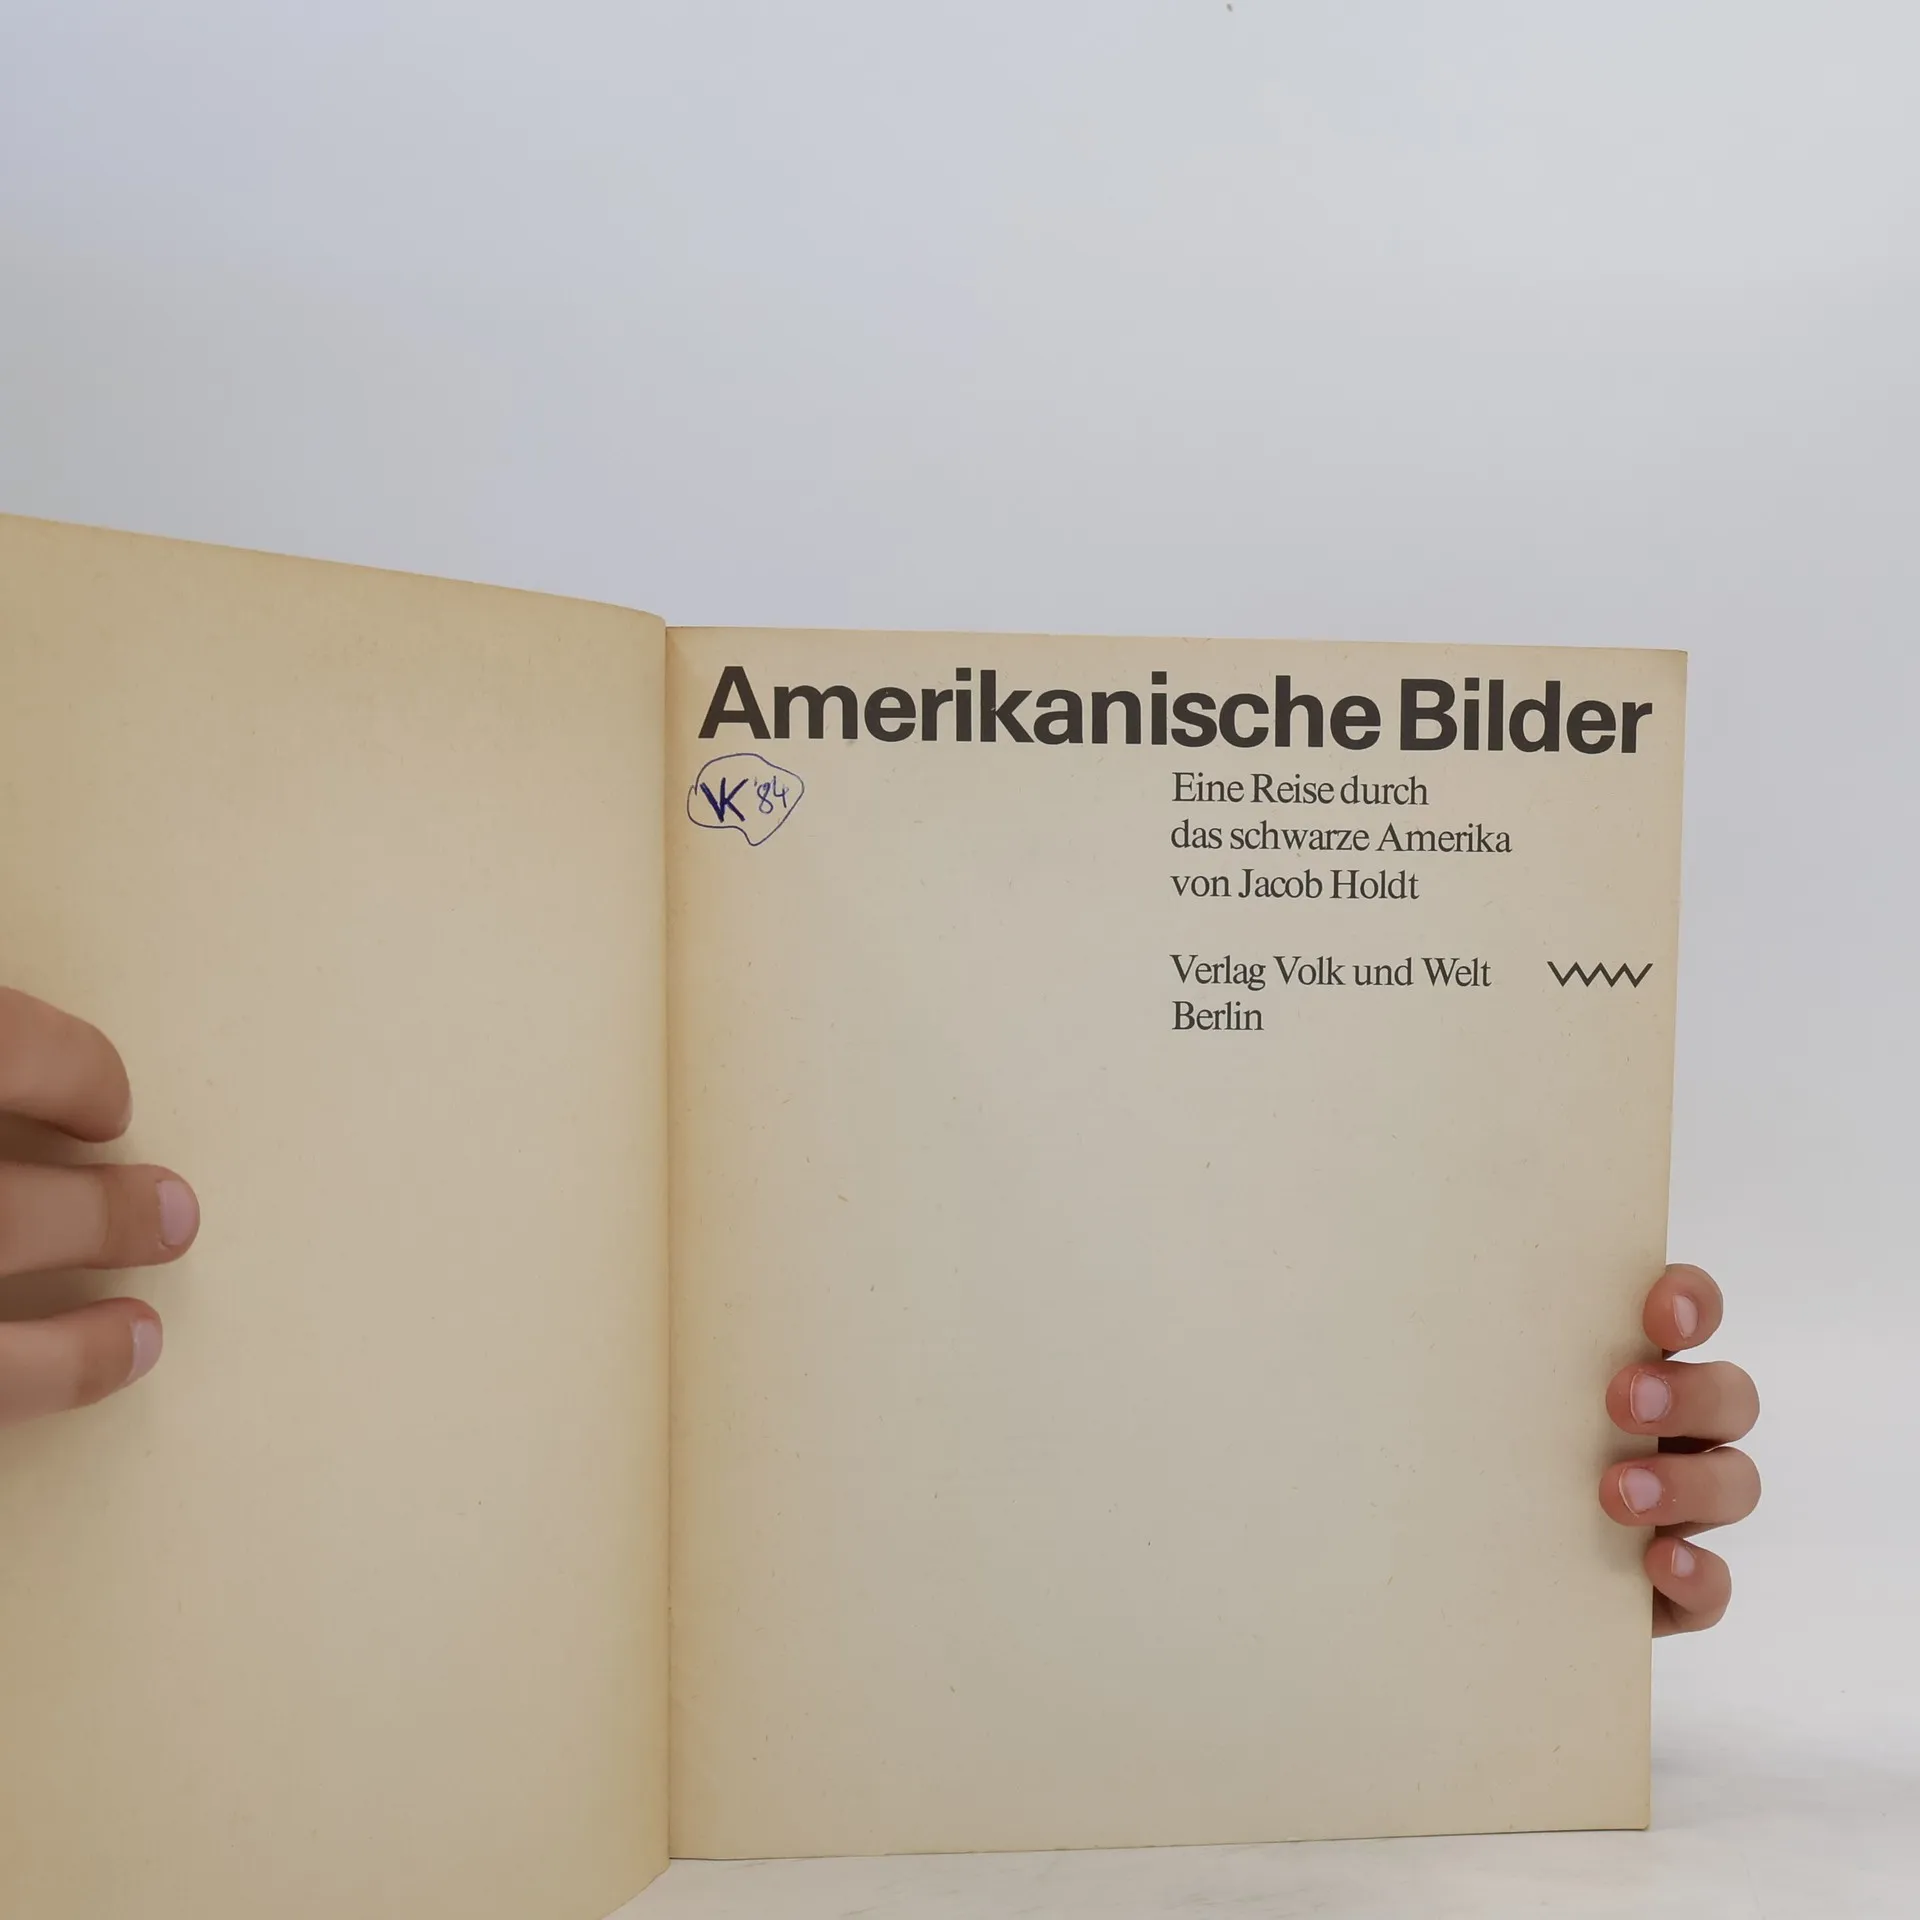 Amerikanische Bilder
VK '84
Eine Reise durch
das schwarze Amerika
von Jacob Holdt
Verlag Volk und Welt
Berlin